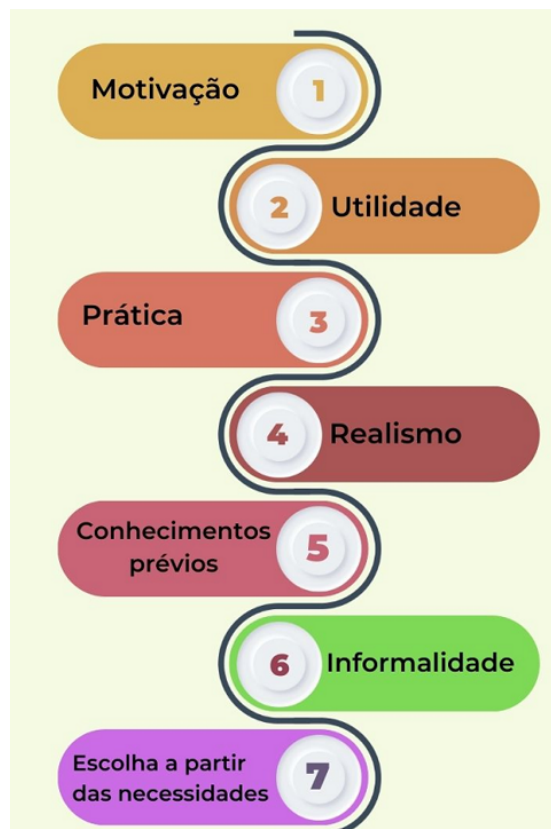 Motivação 1
2 Utilidade
Prática 3
4 Realismo
Conhecimentos
prévios 5
6 Informalidade
Escolha a partir
das necessidades 7